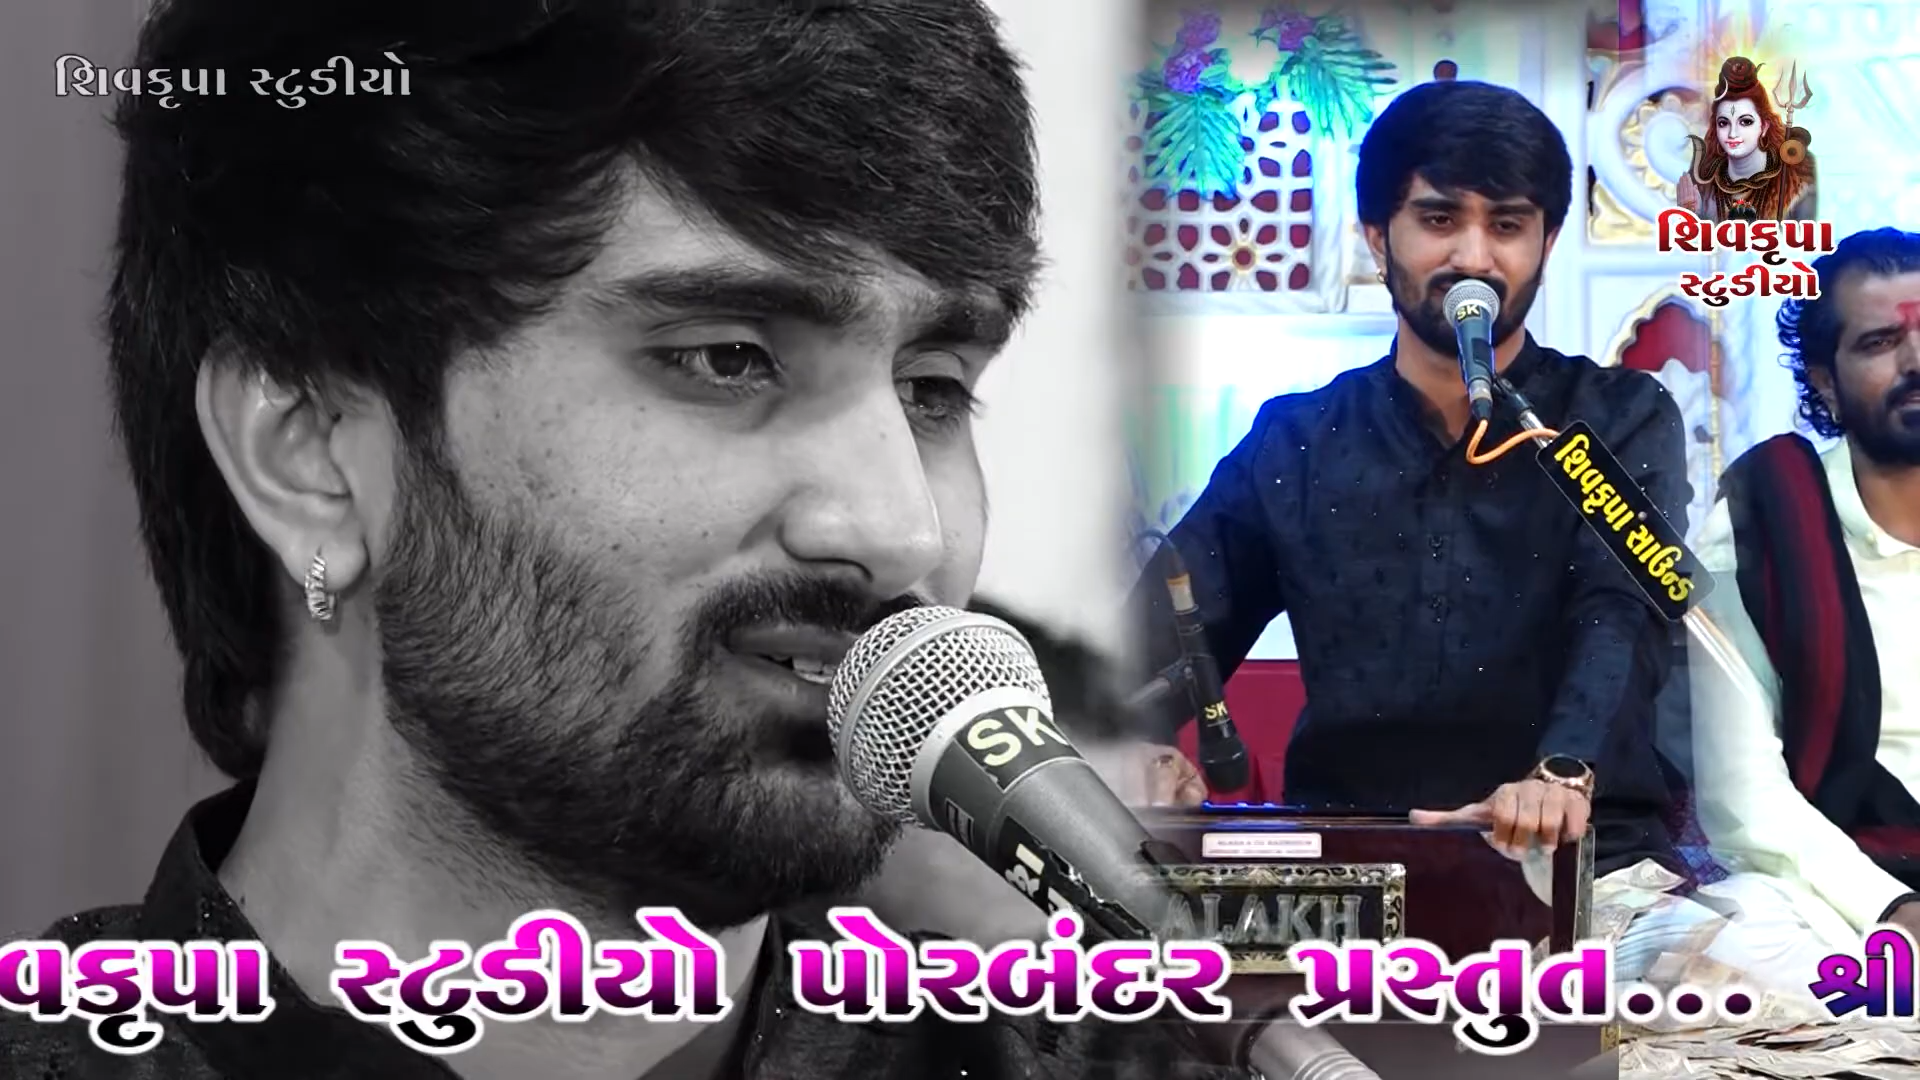 શિવકૃપા સ્ટુડીયો
શિવકૃપા
સ્ટુડીયો
SK
શિવકૃપા સાઉન્ડ
SK
SK
ALAKH
વકૃપા સ્ટુડીયો પોરબંદર પ્રસ્તુત... શ્રી